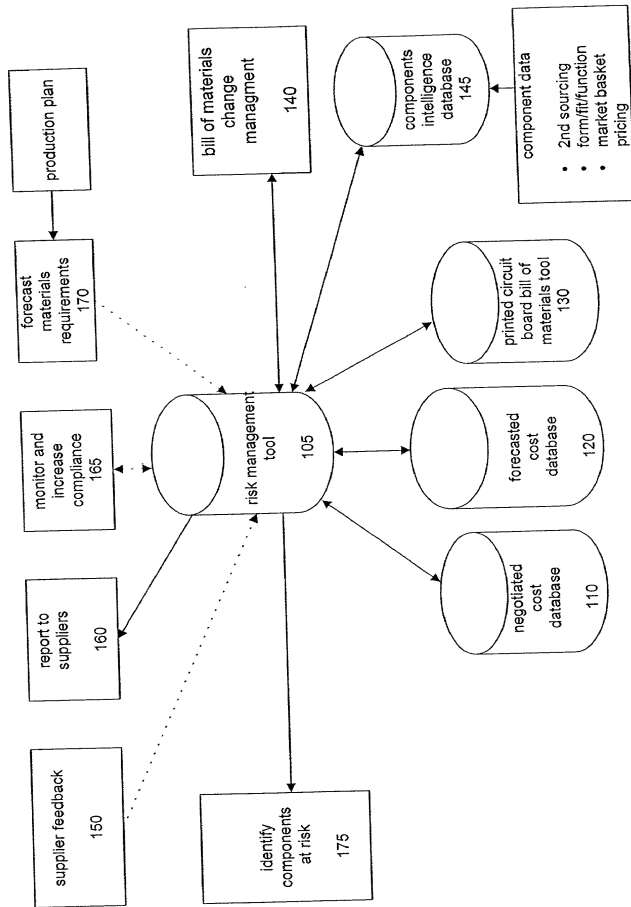 supplier feedback
150
report to
suppliers
160
monitor and
increase
compliance
165
forecast
materials
requirements
170
production plan
identify
components
at risk
175
risk management
tool
105
bill of materials
change
managment
140
negotiated
cost
database
110
forecasted
cost
database
120
printed circuit
board bill of
materials tool
130
components
intelligence
database
145
component data
• 2nd sourcing
• form/fit/function
• market basket
pricing